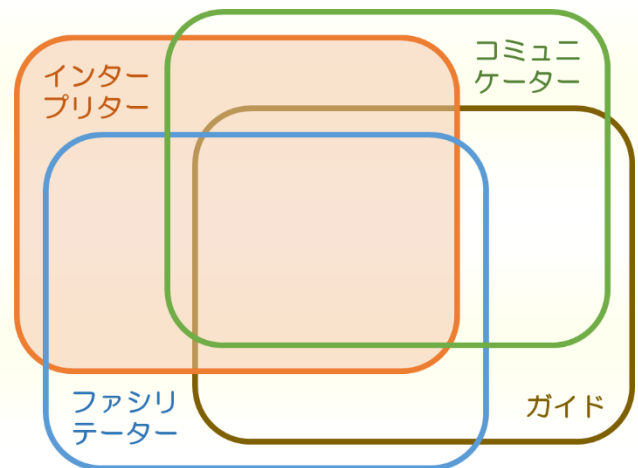 インター
プリター
コミュニ
ケーター
ファシリ
テーター
ガイド